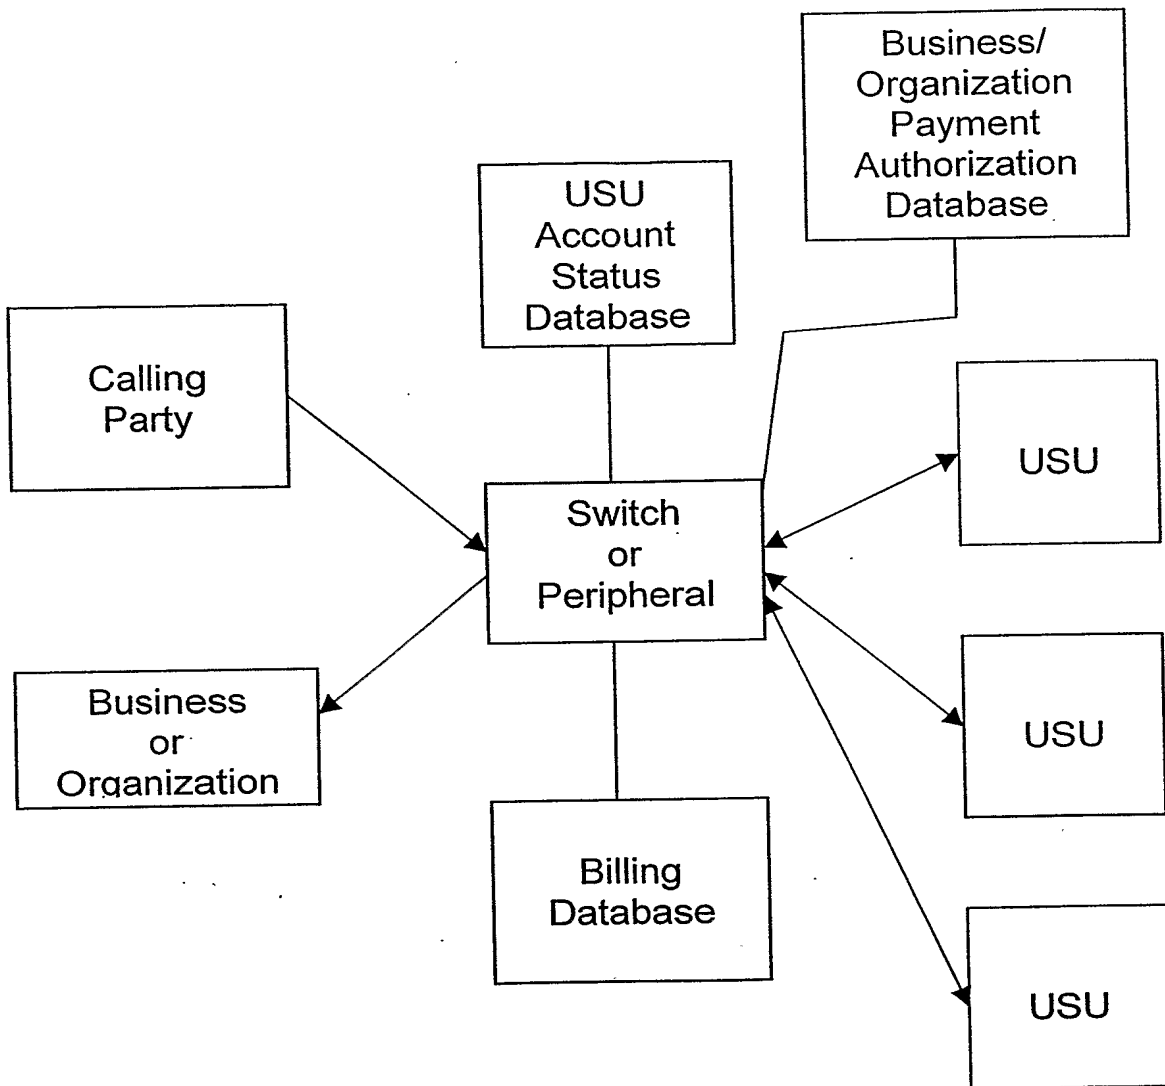 Business/
Organization
Payment
Authorization
Database
USU
Account
Status
Database
Calling
Party
USU
Switch
or
Peripheral
Business
or
Organization
USU
Billing
Database
USU